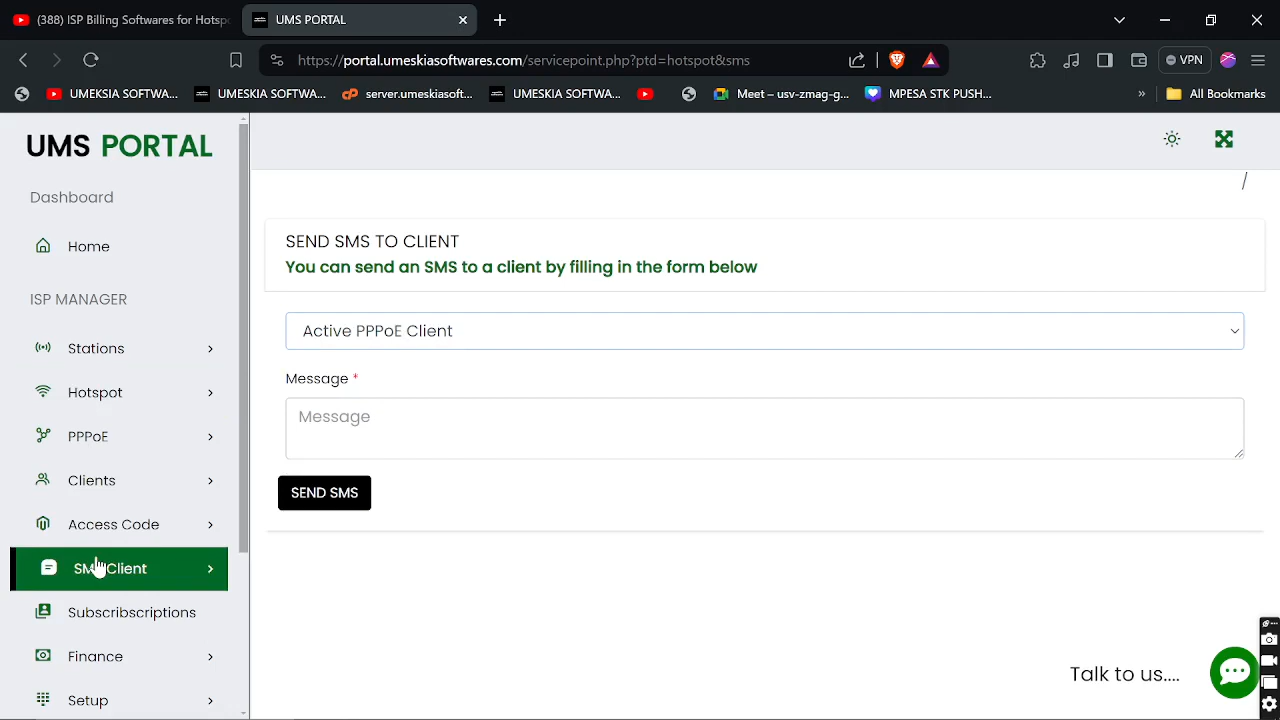 (388) ISP Billing Softwares for Hotsp
UMS PORTAL
https://portal.umeskiasoftwares.com/servicepoint.php?ptd=hotspot&sms
VPN
UMEKSIA SOFTWA...
UMESKIA SOFTWA...
server.umeskiasoft...
UMESKIA SOFTWA...
Meet – usv-zmag-g...
MPESA STK PUSH...
»
All Bookmarks
UMS PORTAL
Dashboard
Home
ISP MANAGER
Stations
Hotspot
PPPoE
Clients
Access Code
SMS Client
Subscribscriptions
Finance
Setup
/
SEND SMS TO CLIENT
You can send an SMS to a client by filling in the form below
Active PPPoE Client
Message *
Message
SEND SMS
Talk to us....